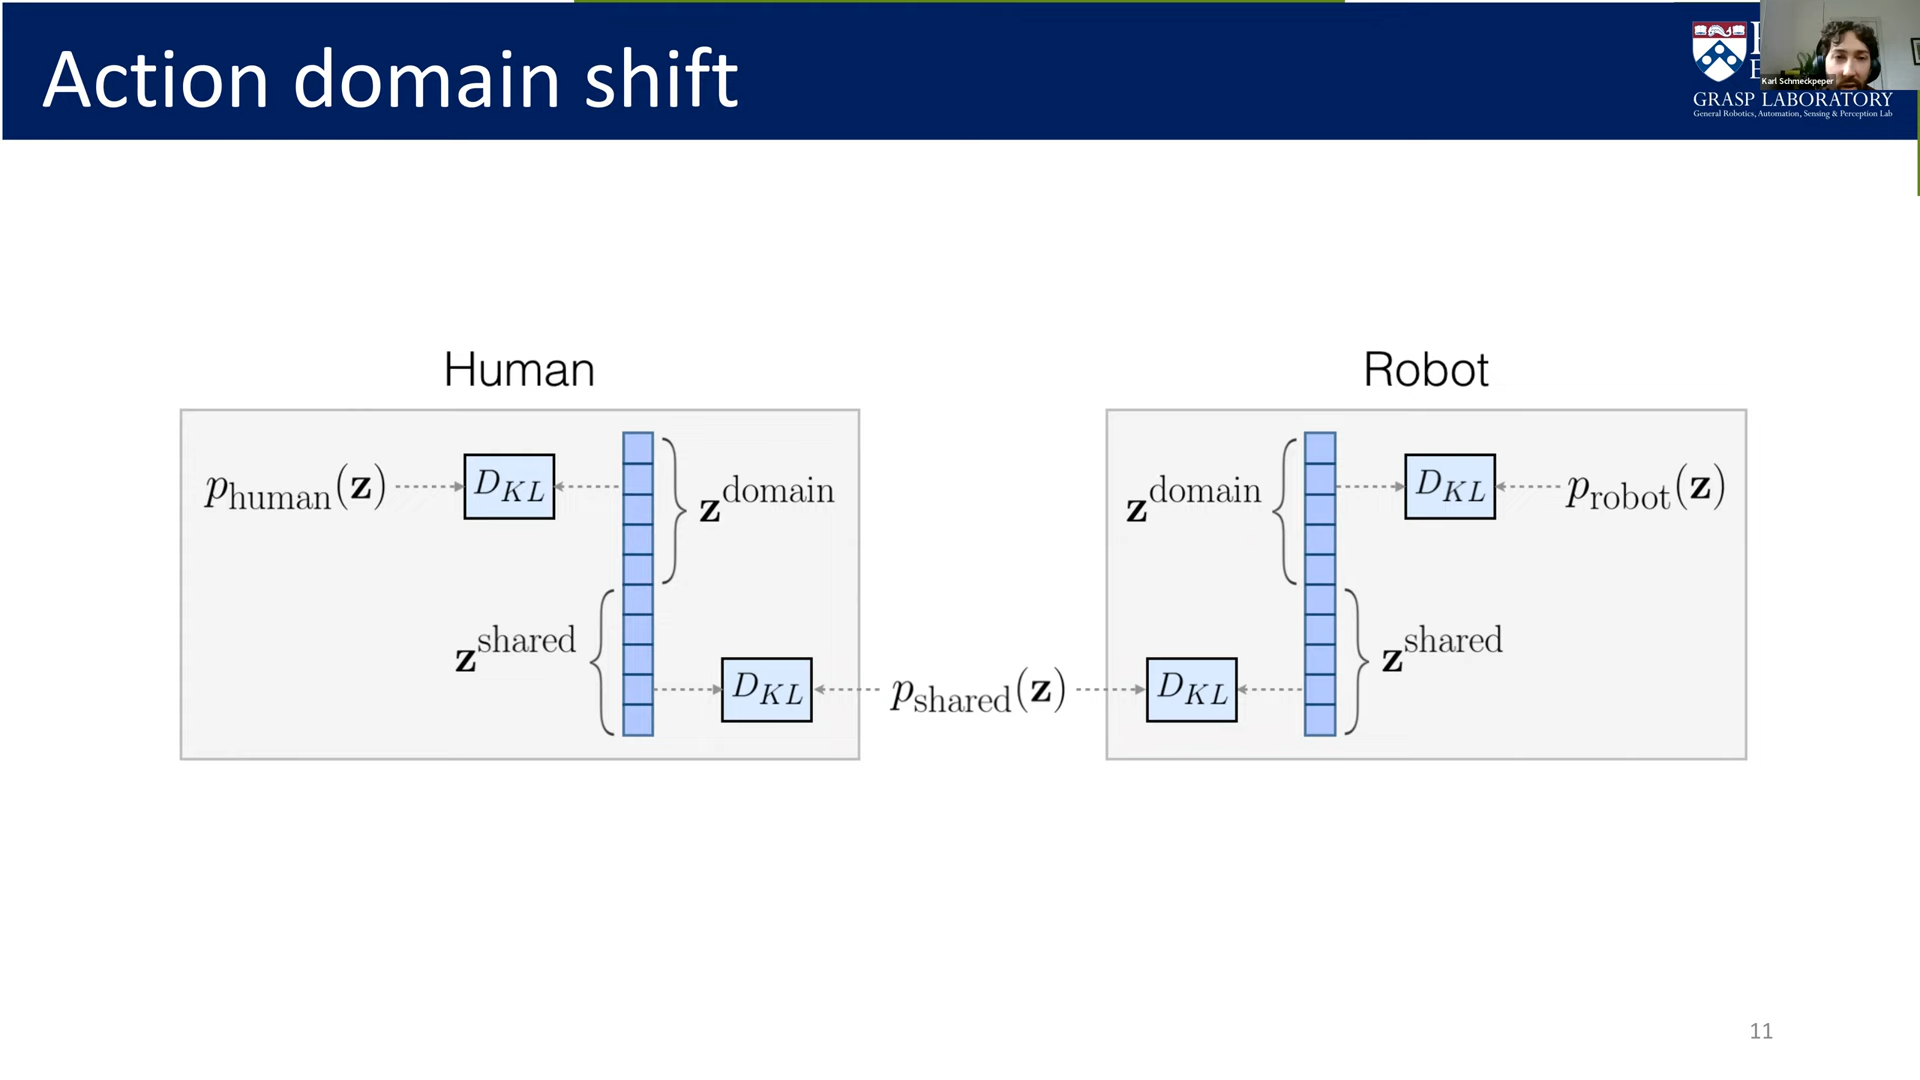 Action domain shift
Karl Schmeckpeper
GRASP LABORATORY
General Robotics, Automation, Sensing & Perception Lab
Human
Robot
p_human(z)
D_KL
z^domain
z^domain
D_KL
p_robot(z)
z^shared
z^shared
D_KL
p_shared(z)
D_KL
11